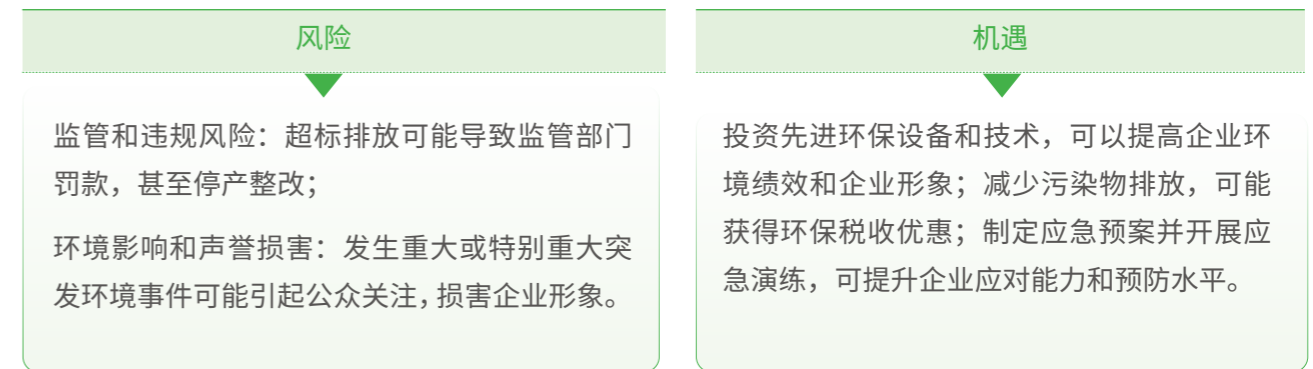 风险
监管和违规风险：超标排放可能导致监管部门
罚款，甚至停产整改；
环境影响和声誉损害：发生重大或特别重大突
发环境事件可能引起公众关注，损害企业形象。
机遇
投资先进环保设备和技术，可以提高企业环
境绩效和企业形象；减少污染物排放，可能
获得环保税收优惠；制定应急预案并开展应
急演练，可提升企业应对能力和预防水平。